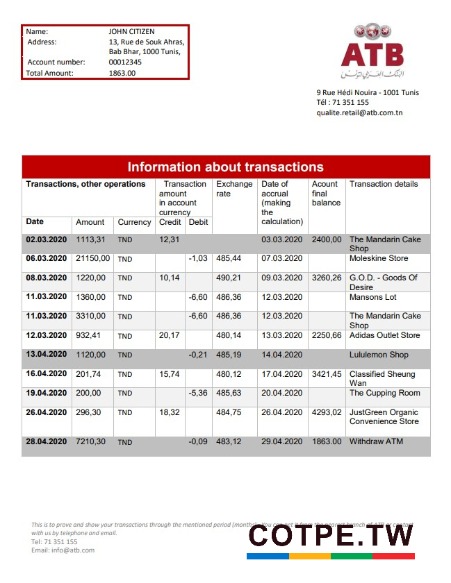 Name: JOHN CITIZEN
Address: 13, Rue de Souk Ahras,
Bab Bhar, 1000 Tunis,
Account number: 00012345
Total Amount: 1863.00
ATB
البنك العربي لتونس
9 Rue Hédi Nouira - 1001 Tunis
Tél : 71 351 155
qualite.retail@atb.com.tn
Information about transactions
Transactions, other operations Transaction amount in account currency Exchange rate Date of accrual (making the calculation) Acount final balance Transaction details
Date Amount Currency Credit Debit
02.03.2020 1113,31 TND 12,31 03.03.2020 2400,00 The Mandarin Cake Shop
06.03.2020 21150,00 TND -1,03 485,44 07.03.2020 Moleskine Store
08.03.2020 1220,00 TND 10,14 490,21 09.03.2020 3260,26 G.O.D. - Goods Of Desire
11.03.2020 1360,00 TND -6,60 486,36 12.03.2020 Mansons Lot
11.03.2020 3310,00 TND -6,60 486,36 12.03.2020 The Mandarin Cake Shop
12.03.2020 932,41 TND 20,17 480,14 13.03.2020 2250,66 Adidas Outlet Store
13.04.2020 1120,00 TND -0,21 485,19 14.04.2020 Lululemon Shop
16.04.2020 201,74 TND 15,74 480,12 17.04.2020 3421,45 Classified Sheung Wan
19.04.2020 200,00 TND -5,36 485,63 20.04.2020 The Cupping Room
26.04.2020 296,30 TND 18,32 484,75 26.04.2020 4293,02 JustGreen Organic Convenience Store
28.04.2020 7210,30 TND -0,09 483,12 29.04.2020 1863.00 Withdraw ATM
This is to prove and show your transactions through the mentioned period (month).
with us by telephone and email.
Tel: 71 351 155
Email: info@atb.com
COTPE.TW